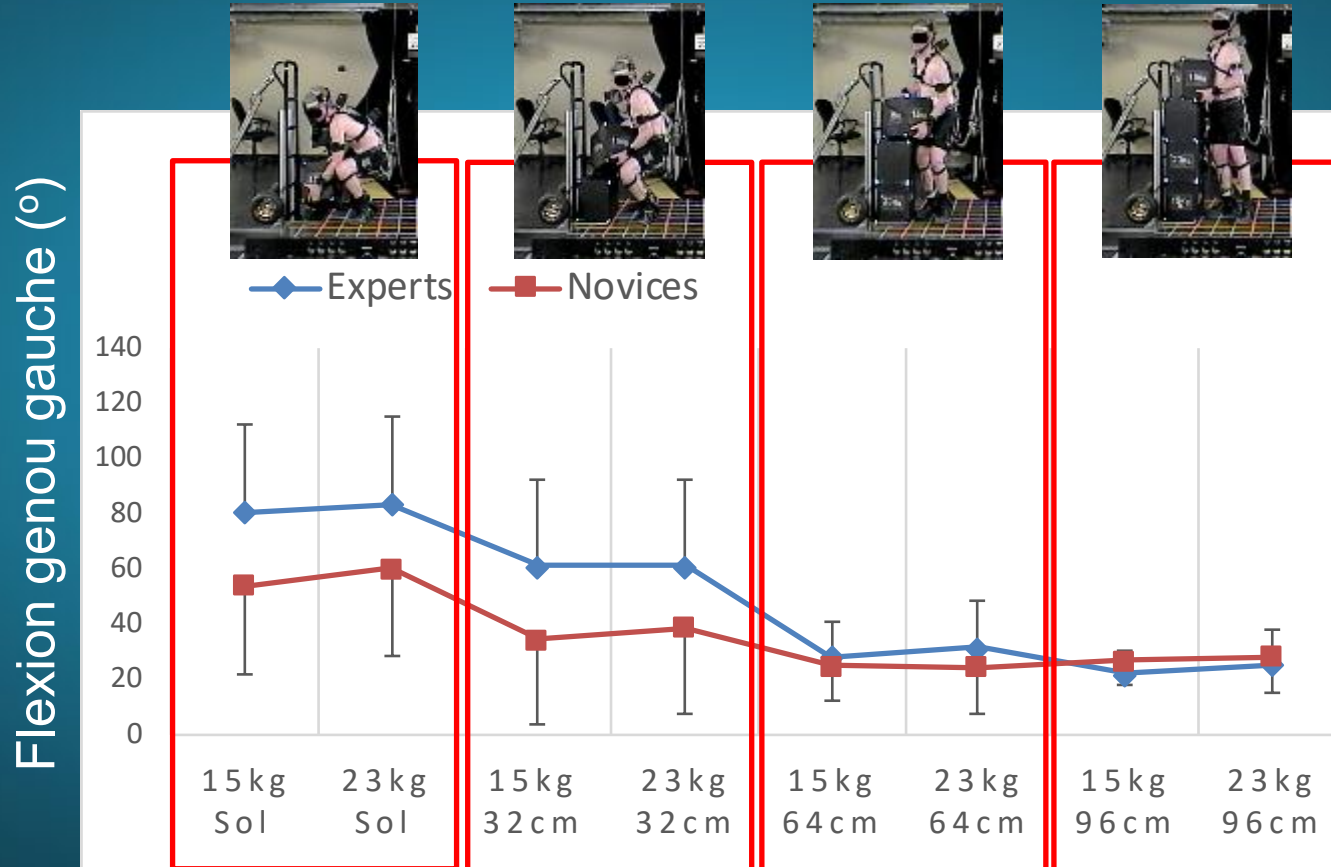 Flexion genou gauche (º)
Experts
Novices
140
120
100
80
60
40
20
0
15kg
Sol
23kg
Sol
15kg
32cm
23kg
32cm
15kg
64cm
23kg
64cm
15kg
96cm
23kg
96cm